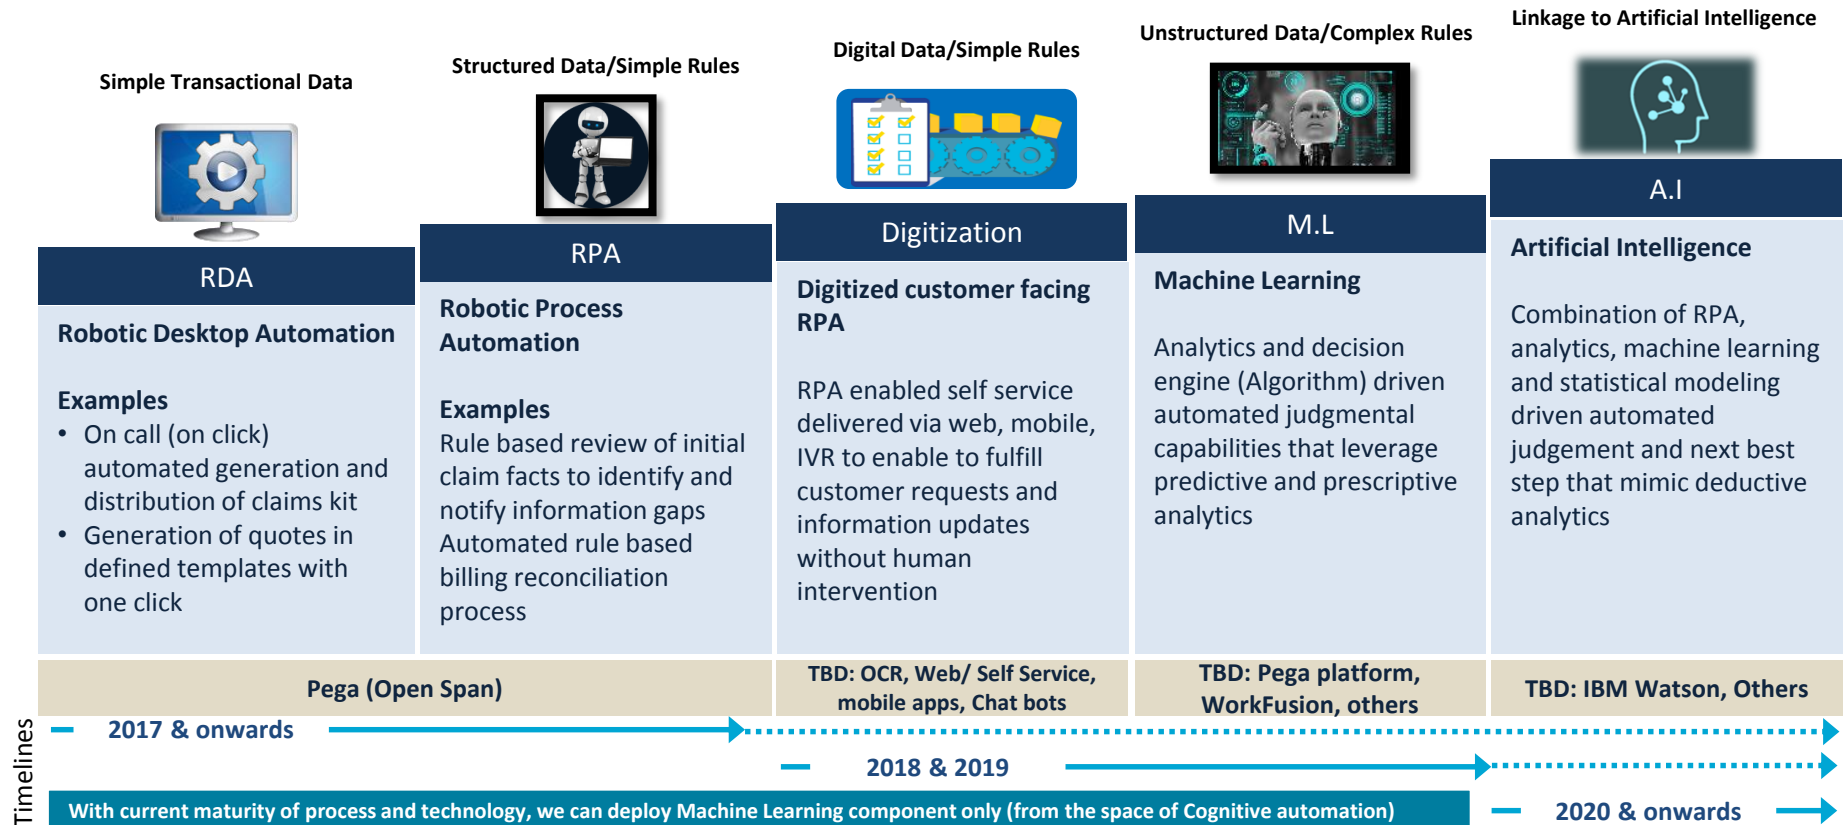 Simple Transactional Data
RDA
Robotic Desktop Automation
Examples
• On call (on click)
automated generation and
distribution of claims kit
• Generation of quotes in
defined templates with
one click
Structured Data/Simple Rules
RPA
Robotic Process
Automation
Examples
Rule based review of initial
claim facts to identify and
notify information gaps
Automated rule based
billing reconciliation
process
Digital Data/Simple Rules
Digitization
Digitized customer facing
RPA
RPA enabled self service
delivered via web, mobile,
IVR to enable to fulfill
customer requests and
information updates
without human
intervention
Unstructured Data/Complex Rules
M.L
Machine Learning
Analytics and decision
engine (Algorithm) driven
automated judgmental
capabilities that leverage
predictive and prescriptive
analytics
Linkage to Artificial Intelligence
A.I
Artificial Intelligence
Combination of RPA,
analytics, machine learning
and statistical modeling
driven automated
judgement and next best
step that mimic deductive
analytics
Pega (Open Span)
TBD: OCR, Web/ Self Service,
mobile apps, Chat bots
TBD: Pega platform,
WorkFusion, others
TBD: IBM Watson, Others
Timelines
2017 & onwards
2018 & 2019
With current maturity of process and technology, we can deploy Machine Learning component only (from the space of Cognitive automation)
2020 & onwards